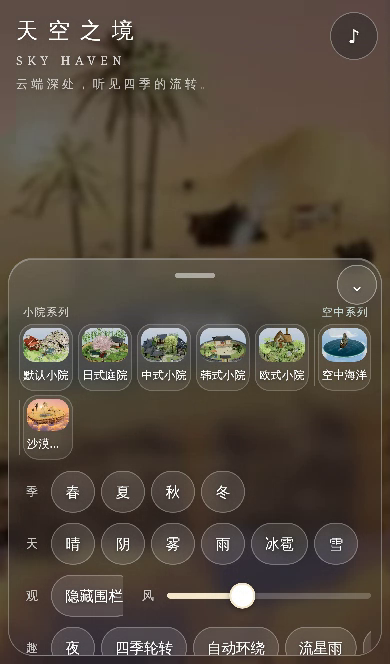 天空之境
♪
SKY HAVEN
云端深处，听见四季的流转。
小院系列 空中系列
默认小院 日式庭院 中式小院 韩式小院 欧式小院 空中海洋
沙漠...
季 春 夏 秋 冬
天 晴 阴 雾 雨 冰雹 雪
观 隐藏围栏 风
趣 夜 四季轮转 自动环绕 流星雨